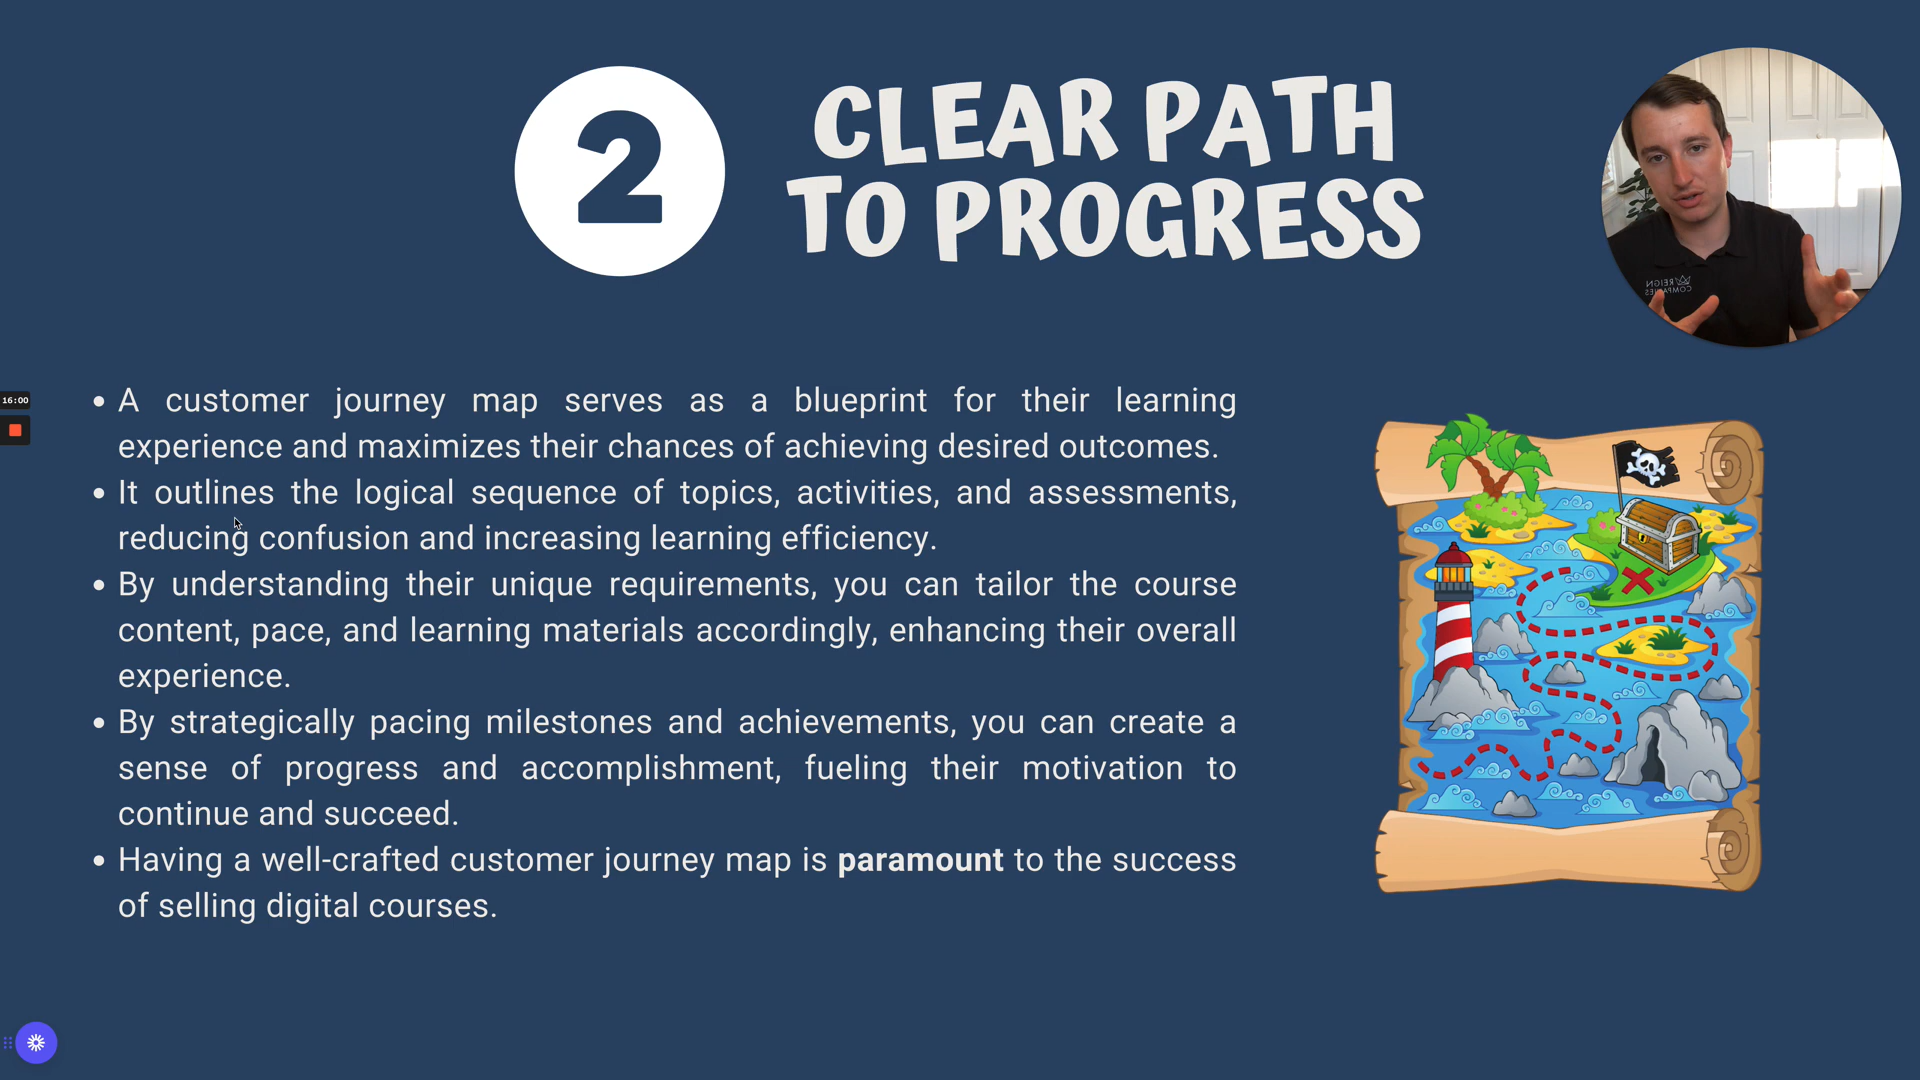 2
CLEAR PATH
TO PROGRESS
REIGN
COMPANIES
16:00
• A customer journey map serves as a blueprint for their learning
experience and maximizes their chances of achieving desired outcomes.
• It outlines the logical sequence of topics, activities, and assessments,
reducing confusion and increasing learning efficiency.
• By understanding their unique requirements, you can tailor the course
content, pace, and learning materials accordingly, enhancing their overall
experience.
• By strategically pacing milestones and achievements, you can create a
sense of progress and accomplishment, fueling their motivation to
continue and succeed.
• Having a well-crafted customer journey map is paramount to the success
of selling digital courses.